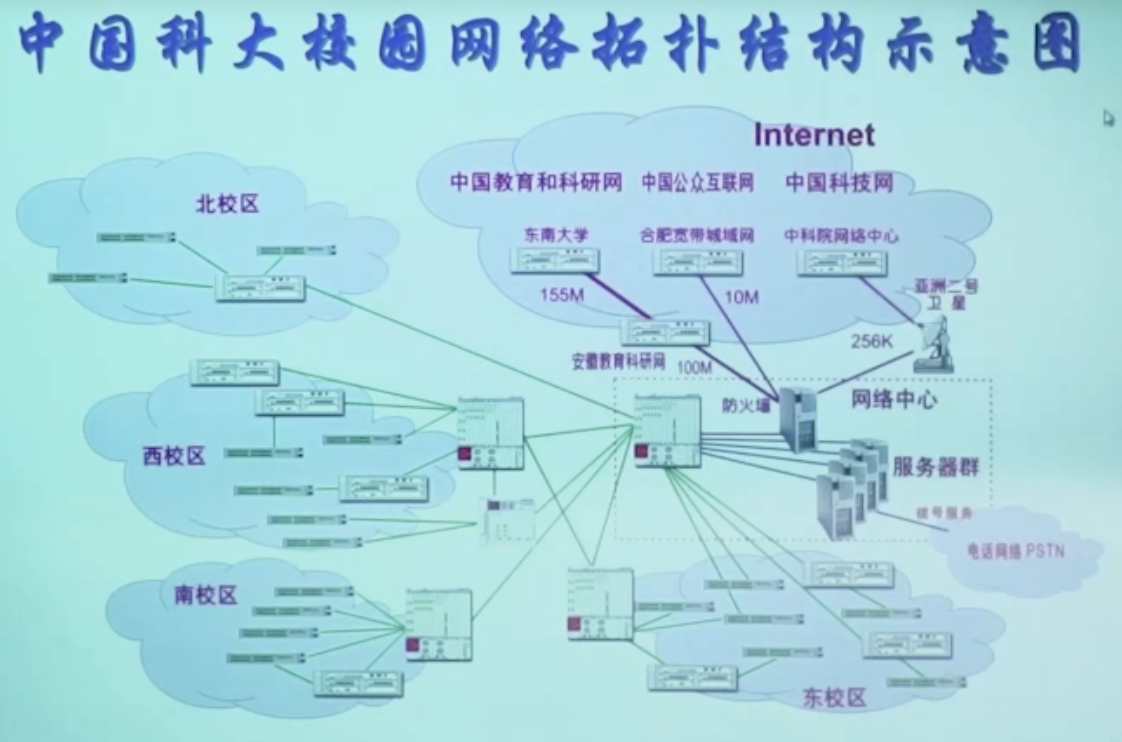 中国科大校园网络拓扑结构示意图
Internet
中国教育和科研网 中国公众互联网 中国科技网
东南大学 合肥宽带城域网 中科院网络中心
北校区
155M
10M
亚洲二号
卫星
256K
安徽教育科研网 100M
防火墙
网络中心
西校区
服务器群
拨号服务
电话网络 PSTN
南校区
东校区